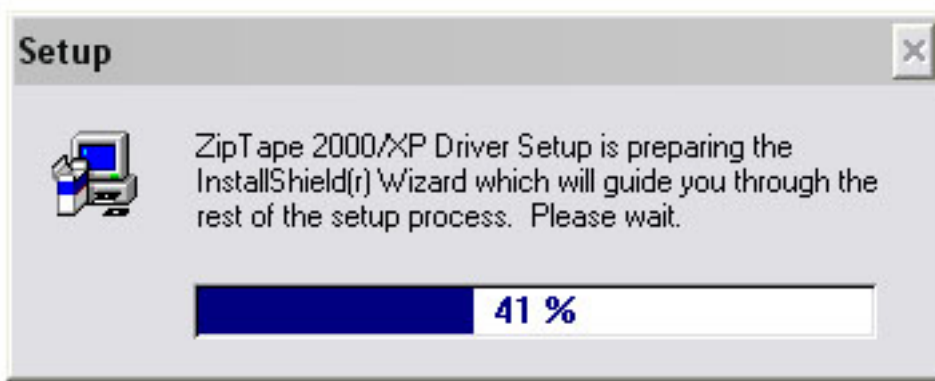 Setup
ZipTape 2000/XP Driver Setup is preparing the
InstallShield(r) Wizard which will guide you through the
rest of the setup process.  Please wait.
41 %